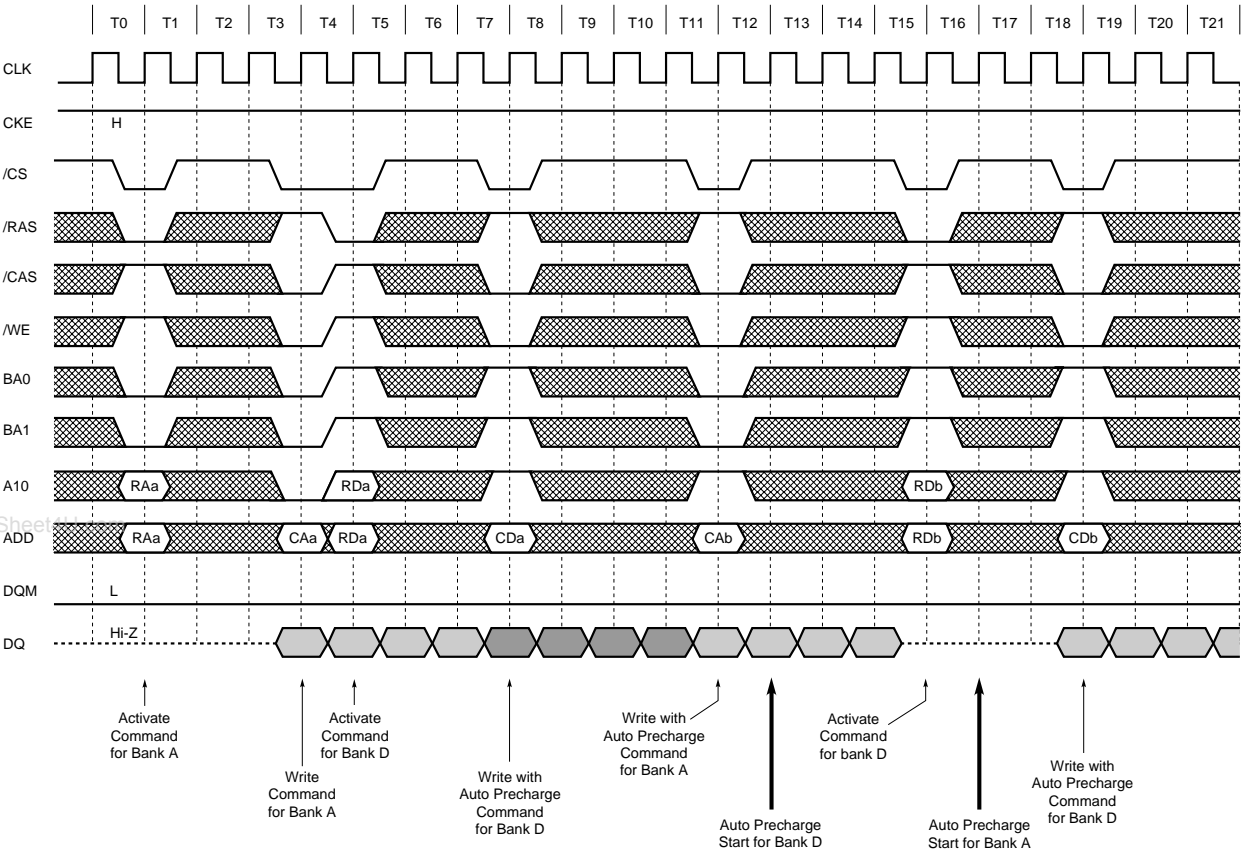 T0 T1 T2 T3 T4 T5 T6 T7 T8 T9 T10 T11 T12 T13 T14 T15 T16 T17 T18 T19 T20 T21
CLK
CKE H
/CS
/RAS
/CAS
/WE
BA0
BA1
A10 RAa RDa RDb
ADD RAa CAa RDa CDa CAb RDb CDb
DQM L
DQ Hi-Z
Activate
Command
for Bank A
Write
Command
for Bank A
Activate
Command
for Bank D
Write with
Auto Precharge
Command
for Bank D
Write with
Auto Precharge
Command
for Bank A
Auto Precharge
Start for Bank D
Activate
Command
for bank D
Auto Precharge
Start for Bank A
Write with
Auto Precharge
Command
for Bank D